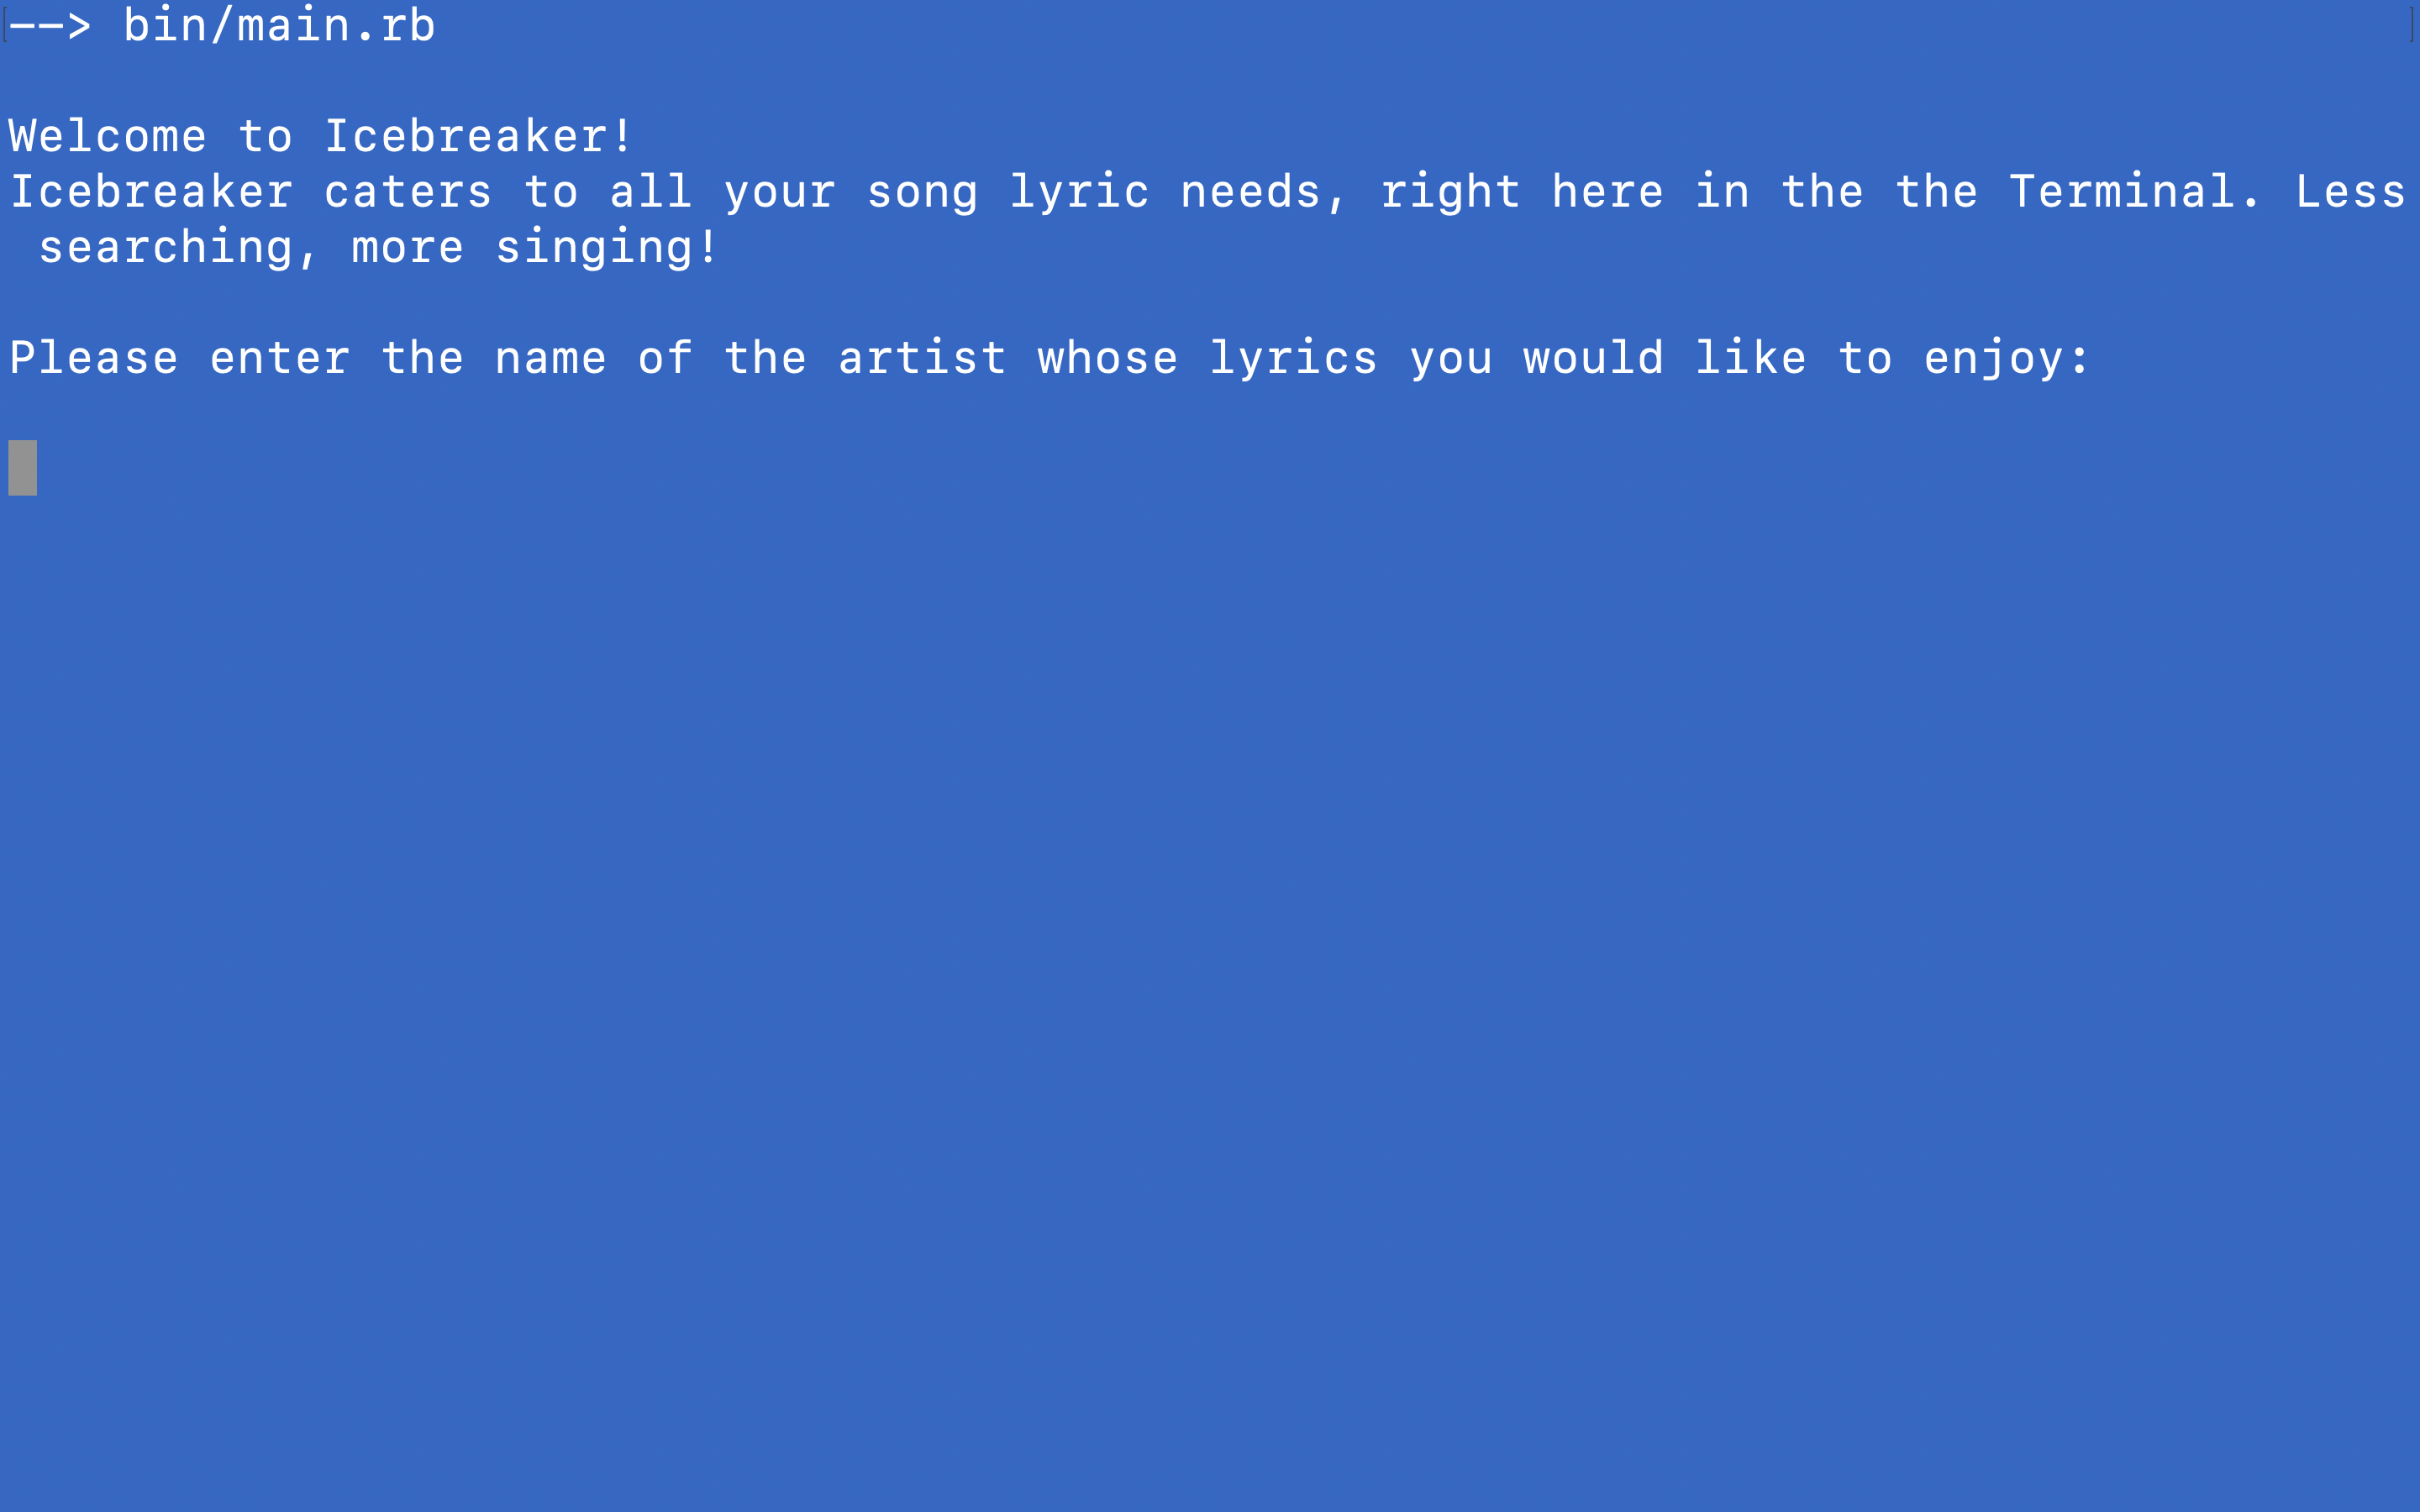 --> bin/main.rb
Welcome to Icebreaker!
Icebreaker caters to all your song lyric needs, right here in the the Terminal. Less
searching, more singing!
Please enter the name of the artist whose lyrics you would like to enjoy: